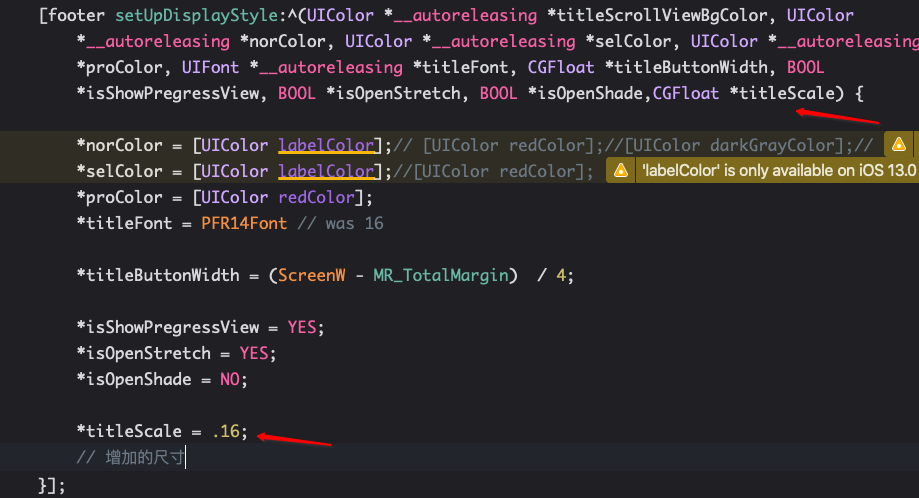 [footer setUpDisplayStyle:^(UIColor *__autoreleasing *titleScrollViewBgColor, UIColor
*__autoreleasing *norColor, UIColor *__autoreleasing *selColor, UIColor *__autoreleasing
*proColor, UIFont *__autoreleasing *titleFont, CGFloat *titleButtonWidth, BOOL
*isShowPregressView, BOOL *isOpenStretch, BOOL *isOpenShade,CGFloat *titleScale) {
*norColor = [UIColor labelColor];// [UIColor redColor];//[UIColor darkGrayColor];//
*selColor = [UIColor labelColor];//[UIColor redColor]; 'labelColor' is only available on iOS 13.0
*proColor = [UIColor redColor];
*titleFont = PFR14Font // was 16
*titleButtonWidth = (ScreenW - MR_TotalMargin)  / 4;
*isShowPregressView = YES;
*isOpenStretch = YES;
*isOpenShade = NO;
*titleScale = .16;
// 增加的尺寸
}];